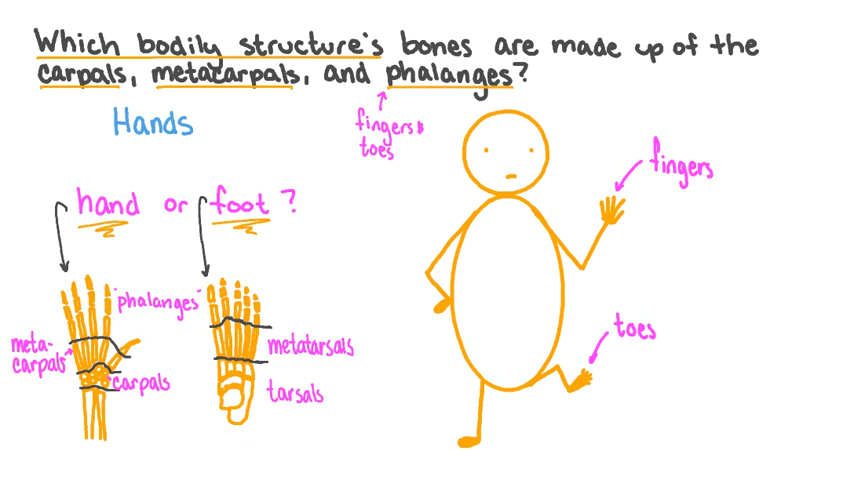 Which bodily structure's bones are made up of the
carpals, metacarpals, and phalanges?
Hands
fingers &
toes
fingers
hand or foot?
phalanges
toes
meta-
carpals
metatarsals
carpals
tarsals